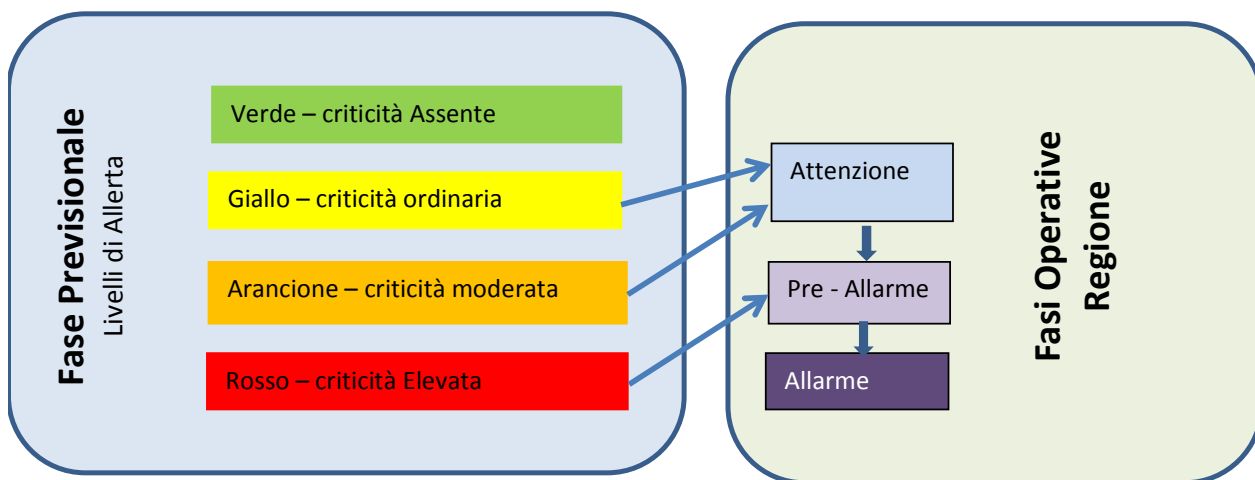 Fase Previsionale
Livelli di Allerta
Verde – criticità Assente
Giallo – criticità ordinaria
Arancione – criticità moderata
Rosso – criticità Elevata
Attenzione
Pre - Allarme
Allarme
Fasi Operative
Regione